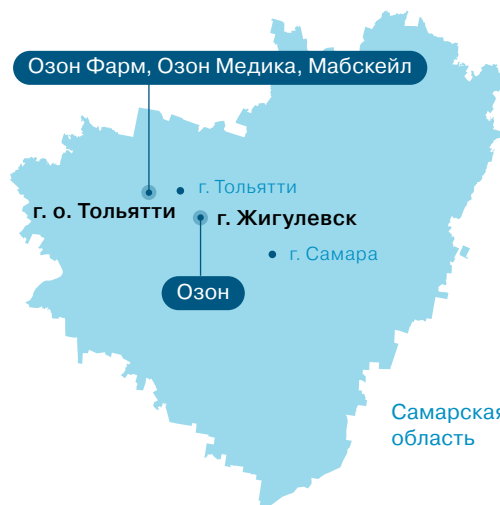 Озон Фарм, Озон Медика, Мабскейл
г. Тольятти
г. о. Тольятти
г. Жигулевск
г. Самара
Озон
Самарская
область